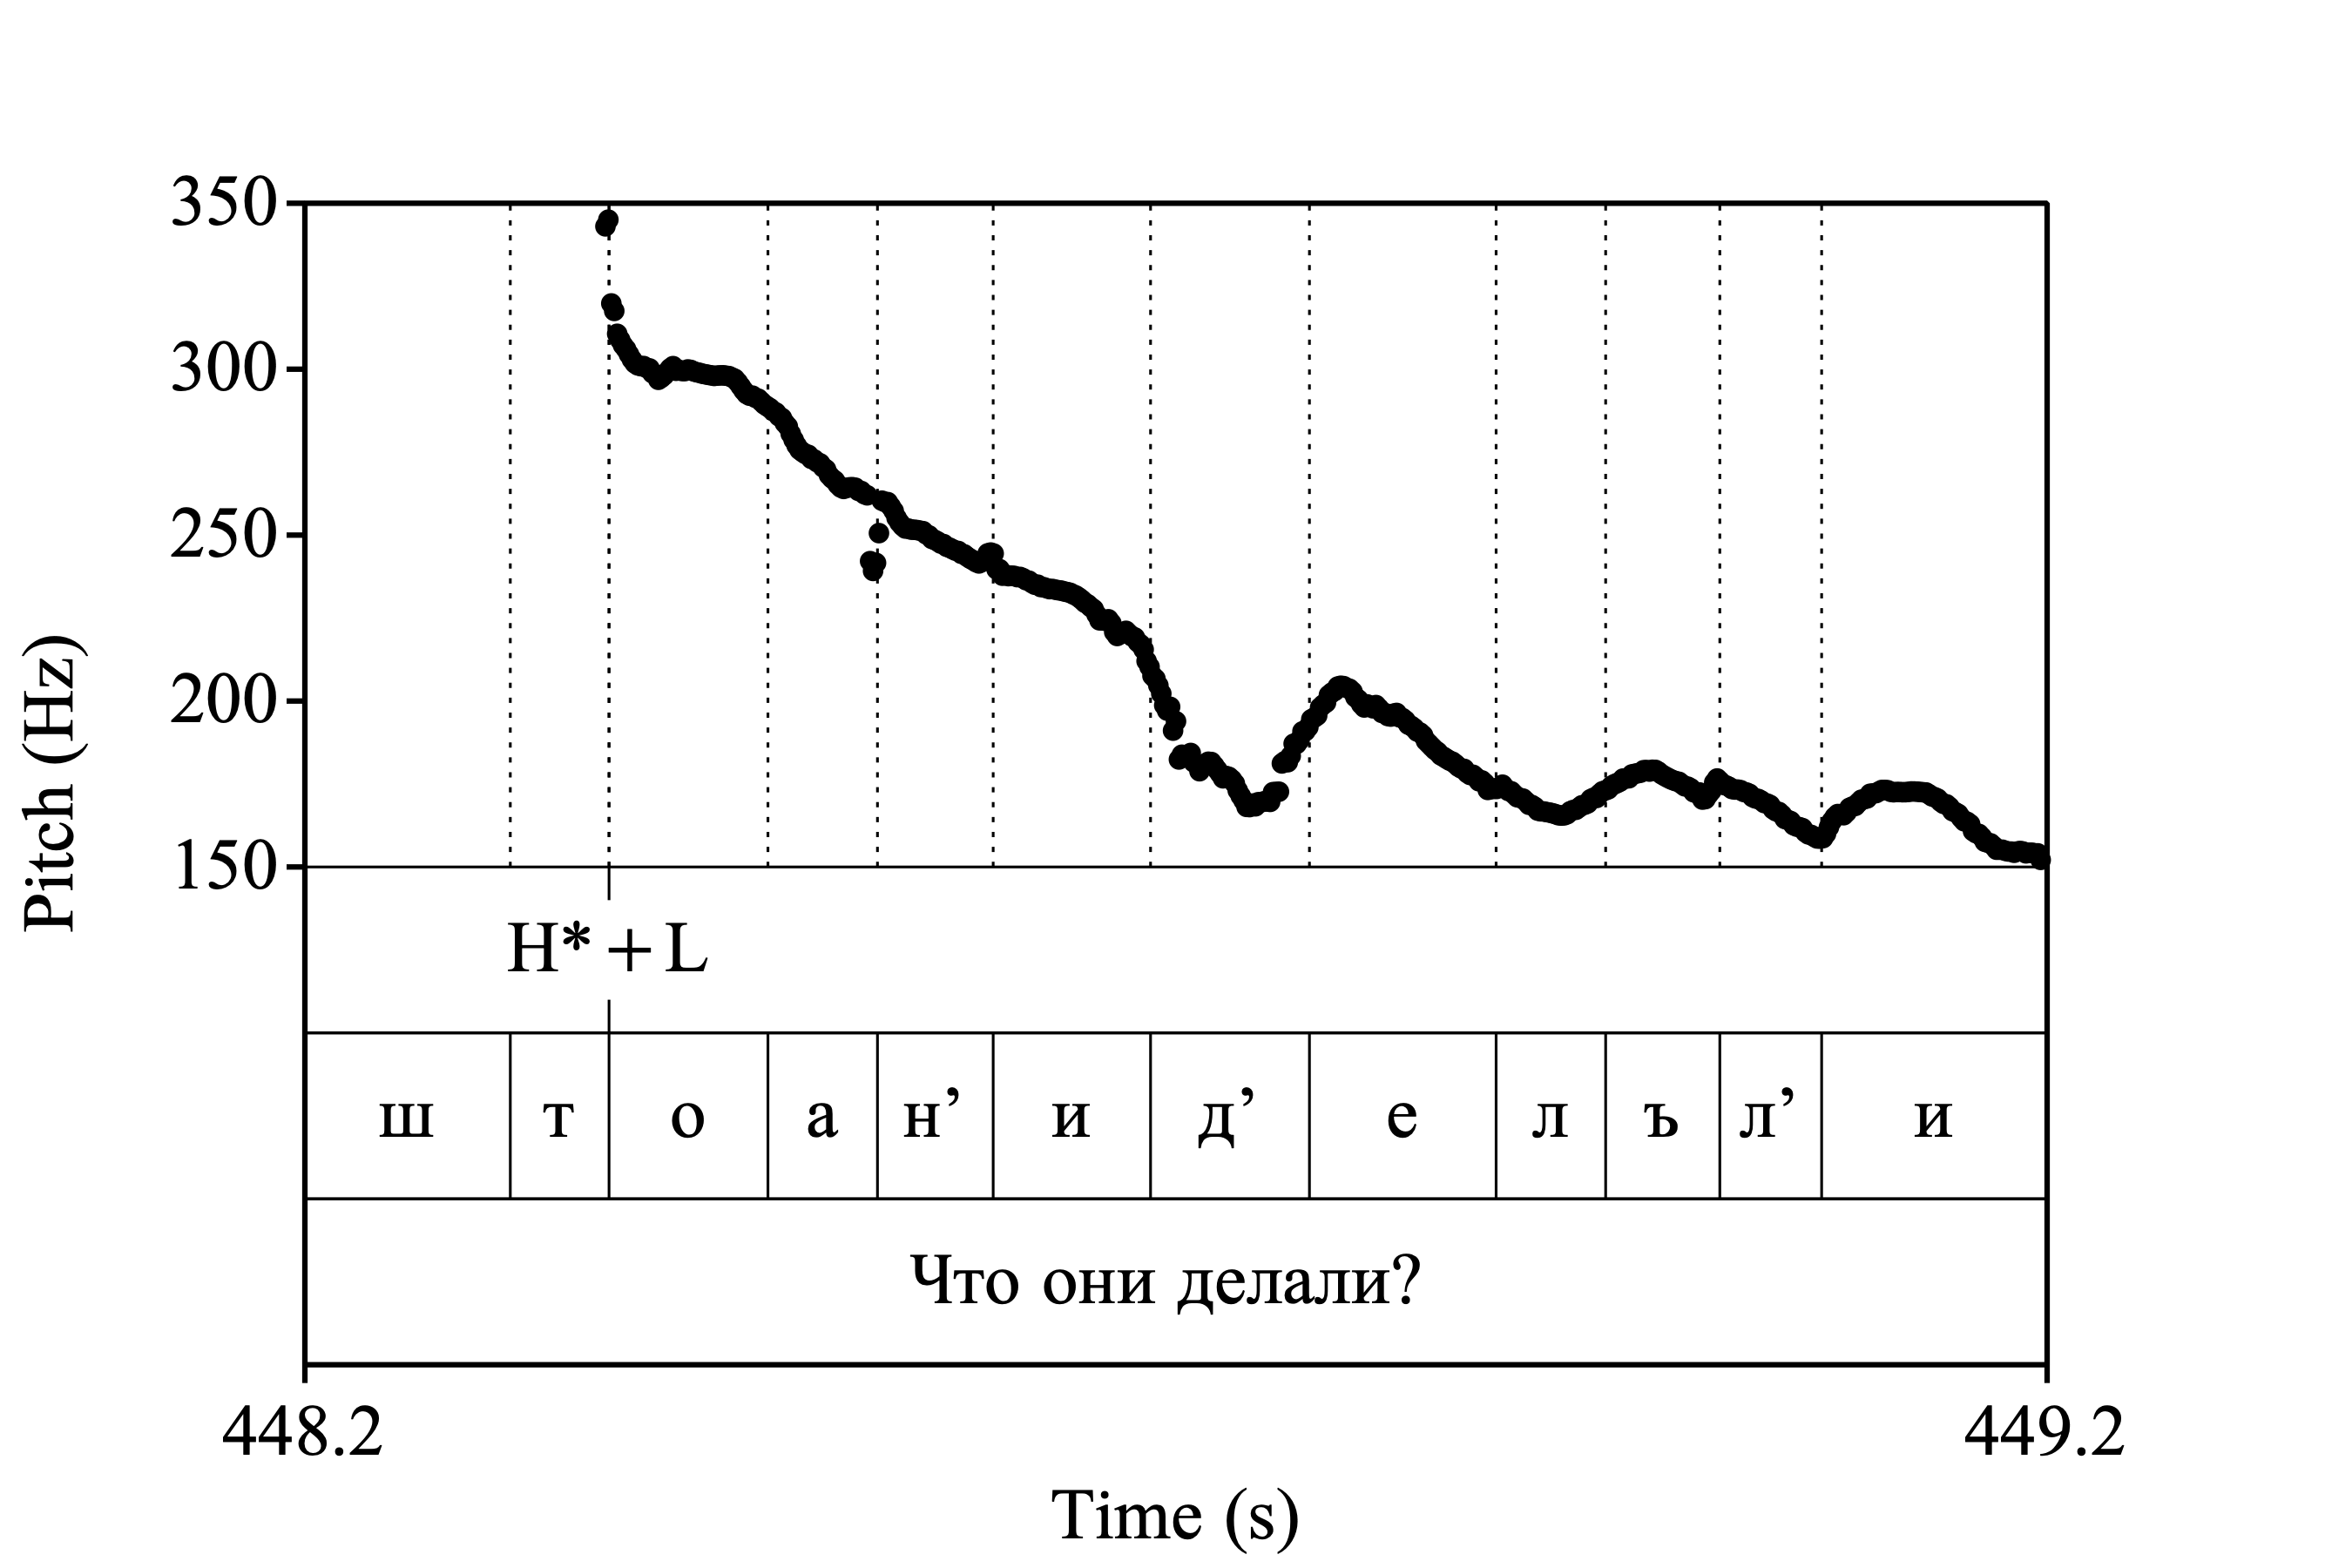 350
300
250
200
150
Pitch (Hz)
H* + L
ш т о а н’ и д’ е л ъ л’ и
Что они делали?
448.2 449.2
Time (s)